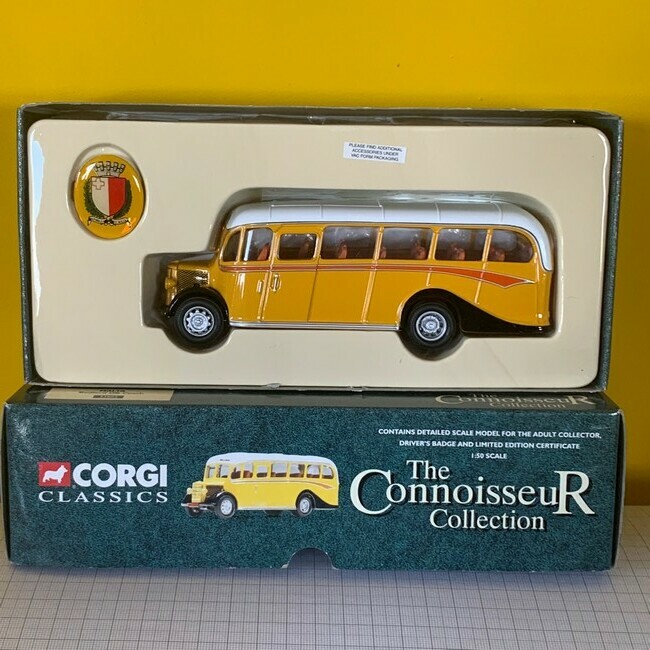 PLEASE FIND ADDITIONAL
ACCESSORIES UNDER
VAC FORM PACKAGING
The
ConnoisseuR
Collection
CONTAINS DETAILED SCALE MODEL FOR THE ADULT COLLECTOR,
DRIVER'S BADGE AND LIMITED EDITION CERTIFICATE
1:50 SCALE
CORGI
CLASSICS
The
ConnoisseuR
Collection